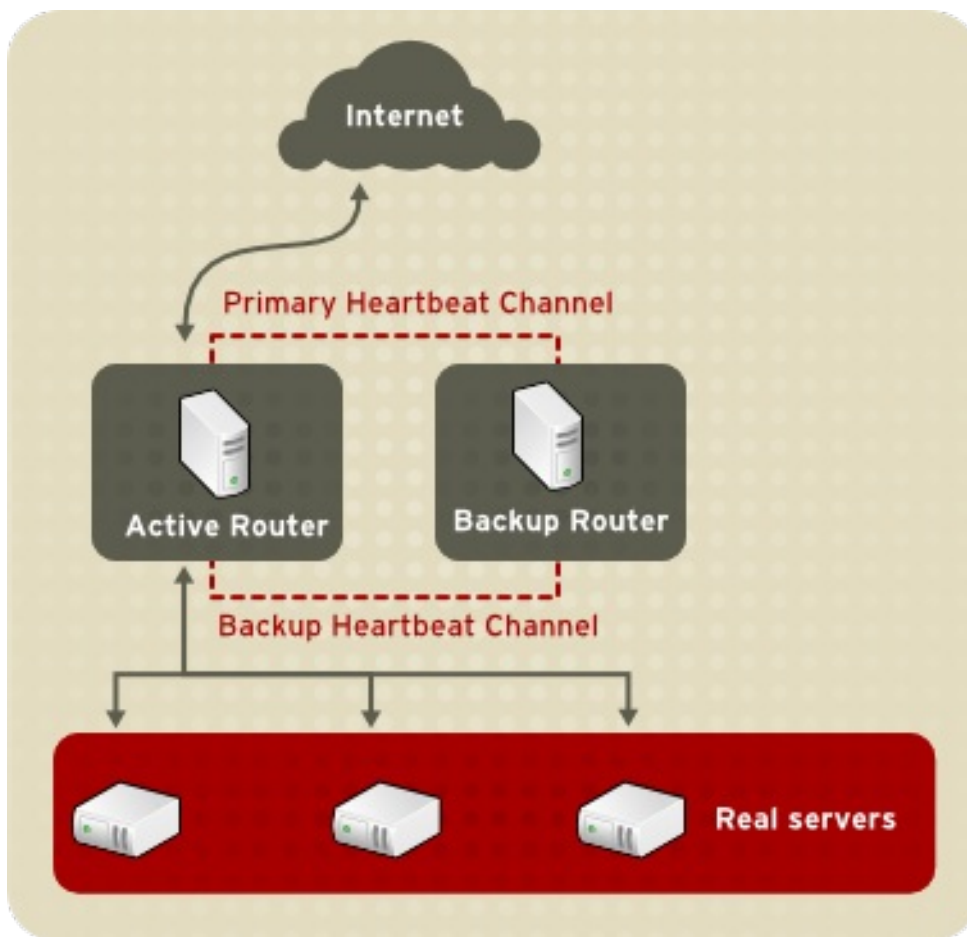 Internet
Primary Heartbeat Channel
Active Router
Backup Router
Backup Heartbeat Channel
Real servers